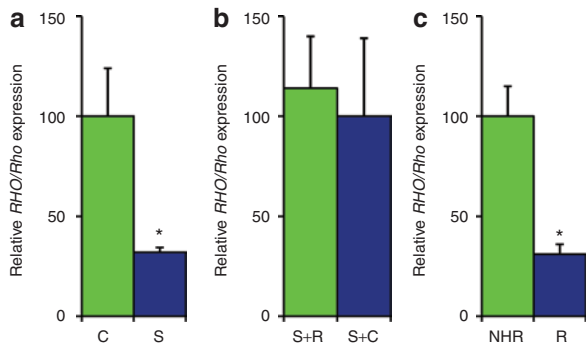 a
Relative RHO/Rho expression
150
100
50
0
*
C S
b
Relative RHO/Rho expression
150
100
50
0
S+R S+C
c
Relative RHO/Rho expression
150
100
50
0
*
NHR R